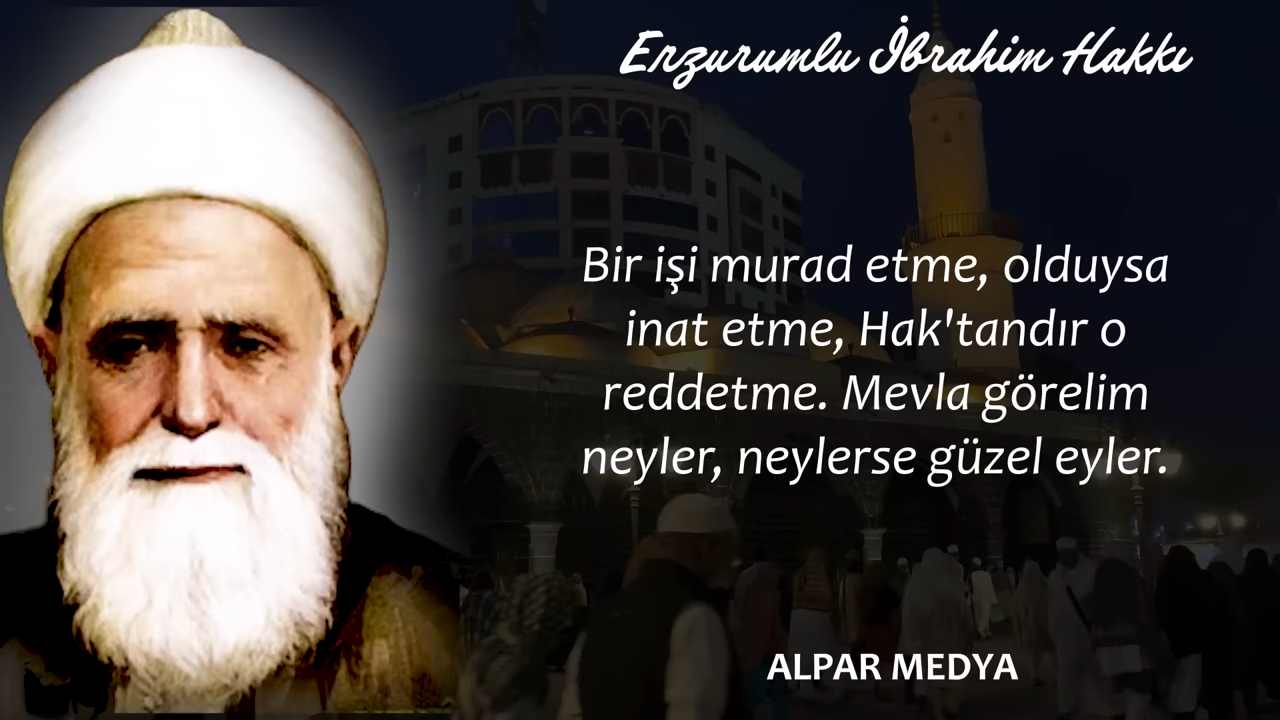 Erzurumlu İbrahim Hakkı
Bir işi murad etme, olduysa
inat etme, Hak'tandır o
reddetme. Mevla görelim
neyler, neylerse güzel eyler.
ALPAR MEDYA